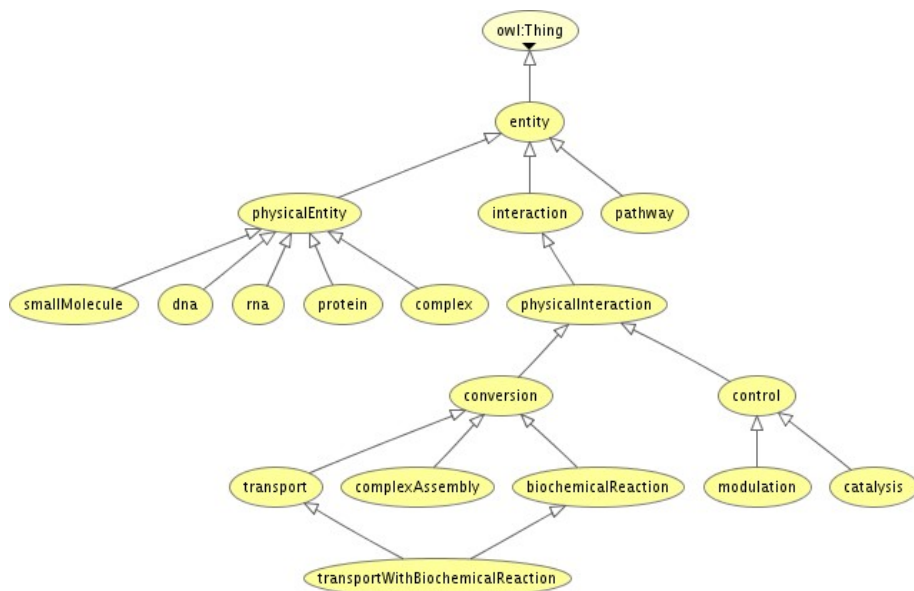 owl:Thing
entity
physicalEntity
interaction
pathway
smallMolecule
dna
rna
protein
complex
physicalInteraction
conversion
control
transport
complexAssembly
biochemicalReaction
modulation
catalysis
transportWithBiochemicalReaction